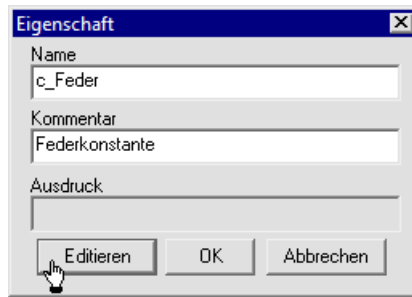 Eigenschaft
Name
c_Feder
Kommentar
Federkonstante
Ausdruck
Editieren OK Abbrechen